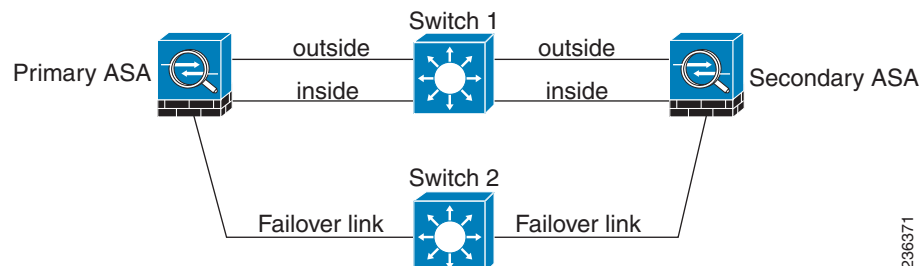 Switch 1
outside
outside
Primary ASA
Secondary ASA
inside
inside
Switch 2
Failover link
Failover link
236371